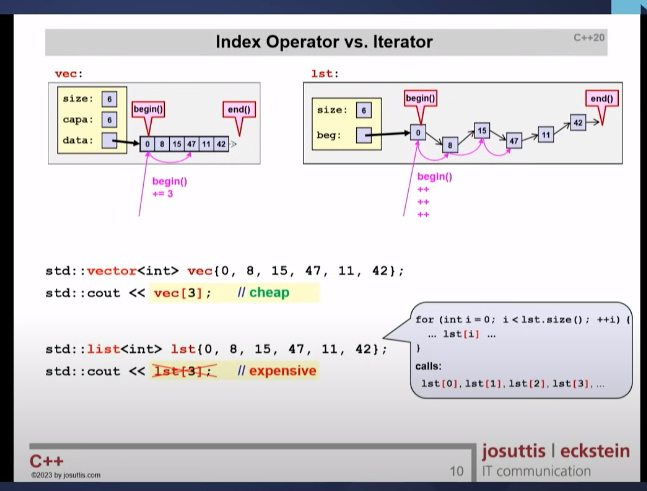 Index Operator vs. Iterator
C++20
vec:
size: 6
capa: 6
data:
begin()
end()
0 8 15 47 11 42
begin()
+= 3
lst:
size: 6
beg:
begin()
end()
0 8 15 47 11 42
begin()
++
++
++
std::vector<int> vec{0, 8, 15, 47, 11, 42};
std::cout << vec[3]; // cheap
std::list<int> lst{0, 8, 15, 47, 11, 42};
std::cout << lst[3]; // expensive
for (int i = 0; i < lst.size(); ++i) {
... lst[i] ...
}
calls:
lst[0], lst[1], lst[2], lst[3], ...
C++
©2023 by josuttis.com
10
josuttis | eckstein
IT communication